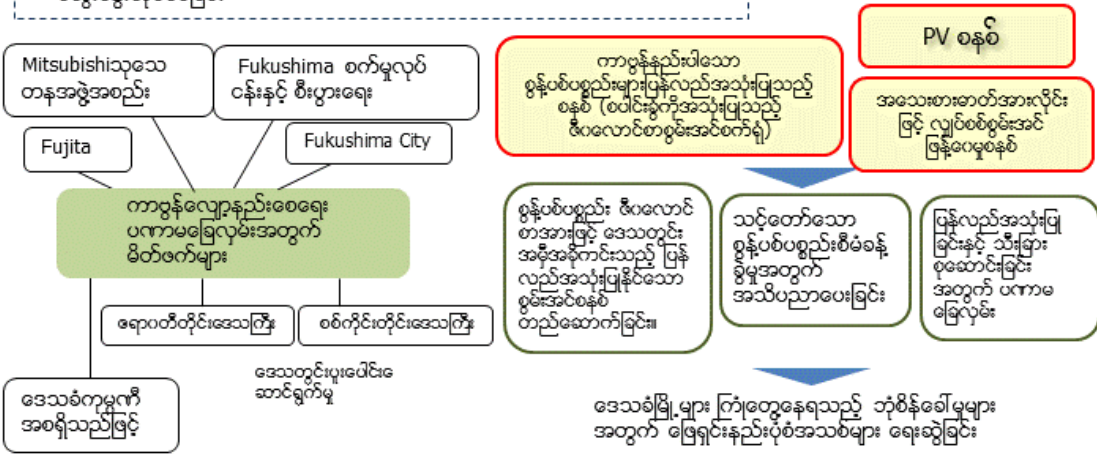 Mitsubishiသုသေ
တနအဖွဲ့အစည်း
Fukushima စက်မှုလုပ်
ငန်းနှင့် စီးပွားရေး
Fujita
Fukushima City
ကာဗွန်လျော့နည်းစေရေး
ပဏာမခြေလှမ်းအတွက်
မိတ်ဖက်များ
ဧရာဝတီတိုင်းဒေသကြီး
စစ်ကိုင်းတိုင်းဒေသကြီး
ဒေသတွင်းပူးပေါင်းဆောင်ရွက်မှု
ဒေသခံကုမ္ပဏီ
အစရှိသည်ဖြင့်
ကာဗွန်နည်းပါသော
စွန့်ပစ်ပစ္စည်းများပြန်လည်အသုံးပြုသည့်
စနစ် (စပါးခွံကိုအသုံးပြုသည့်
ဇီဝလောင်စာစွမ်းအင်စက်ရုံ)
PV စနစ်
အသေးစားဓာတ်အားလိုင်း
ဖြင့် လျှပ်စစ်စွမ်းအင်
ဖြန့်ဝေမှုစနစ်
စွန့်ပစ်ပစ္စည်း ဇီဝလောင်
စာအားဖြင့် ဒေသတွင်း
အမှီအခိုကင်းသည့် ပြန်
လည်အသုံးပြုနိုင်သော
စွမ်းအင်စနစ်
တည်ဆောက်ခြင်း။
သင့်တော်သော
စွန့်ပစ်ပစ္စည်းစီမံခန့်
ခွဲမှုအတွက်
အသိပညာပေးခြင်း
ပြန်လည်အသုံးပြု
ခြင်းနှင့် သီးခြား
စုဆောင်းခြင်း
အတွက် ပဏာမ
ခြေလှမ်း
ဒေသခံမြို့များ ကြုံတွေ့နေရသည့် ဘုံစိန်ခေါ်မှုများ
အတွက် ဖြေရှင်းနည်းပုံစံအသစ်များ ရေးဆွဲခြင်း